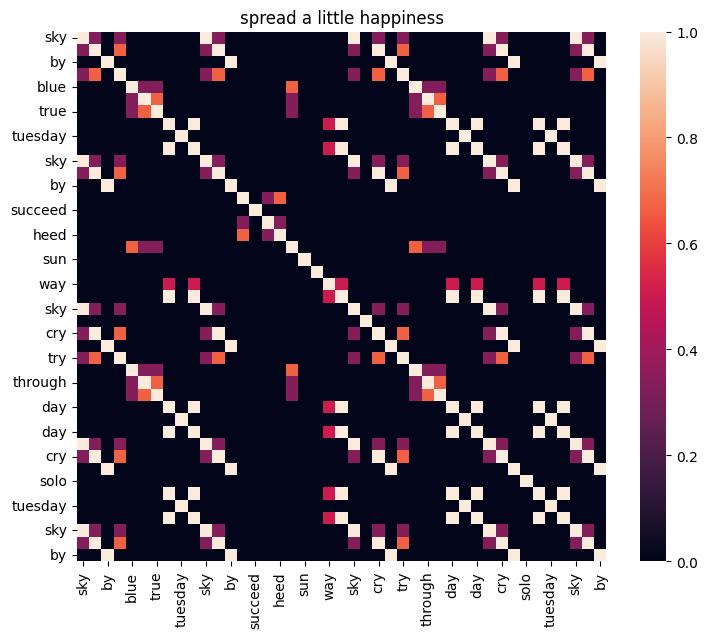 spread a little happiness
sky
by
blue
true
tuesday
sky
by
succeed
heed
sun
way
sky
cry
try
through
day
day
cry
solo
tuesday
sky
by
1.0
0.8
0.6
0.4
0.2
0.0
sky
by
blue
true
tuesday
sky
by
succeed
heed
sun
way
sky
cry
try
through
day
day
cry
solo
tuesday
sky
by